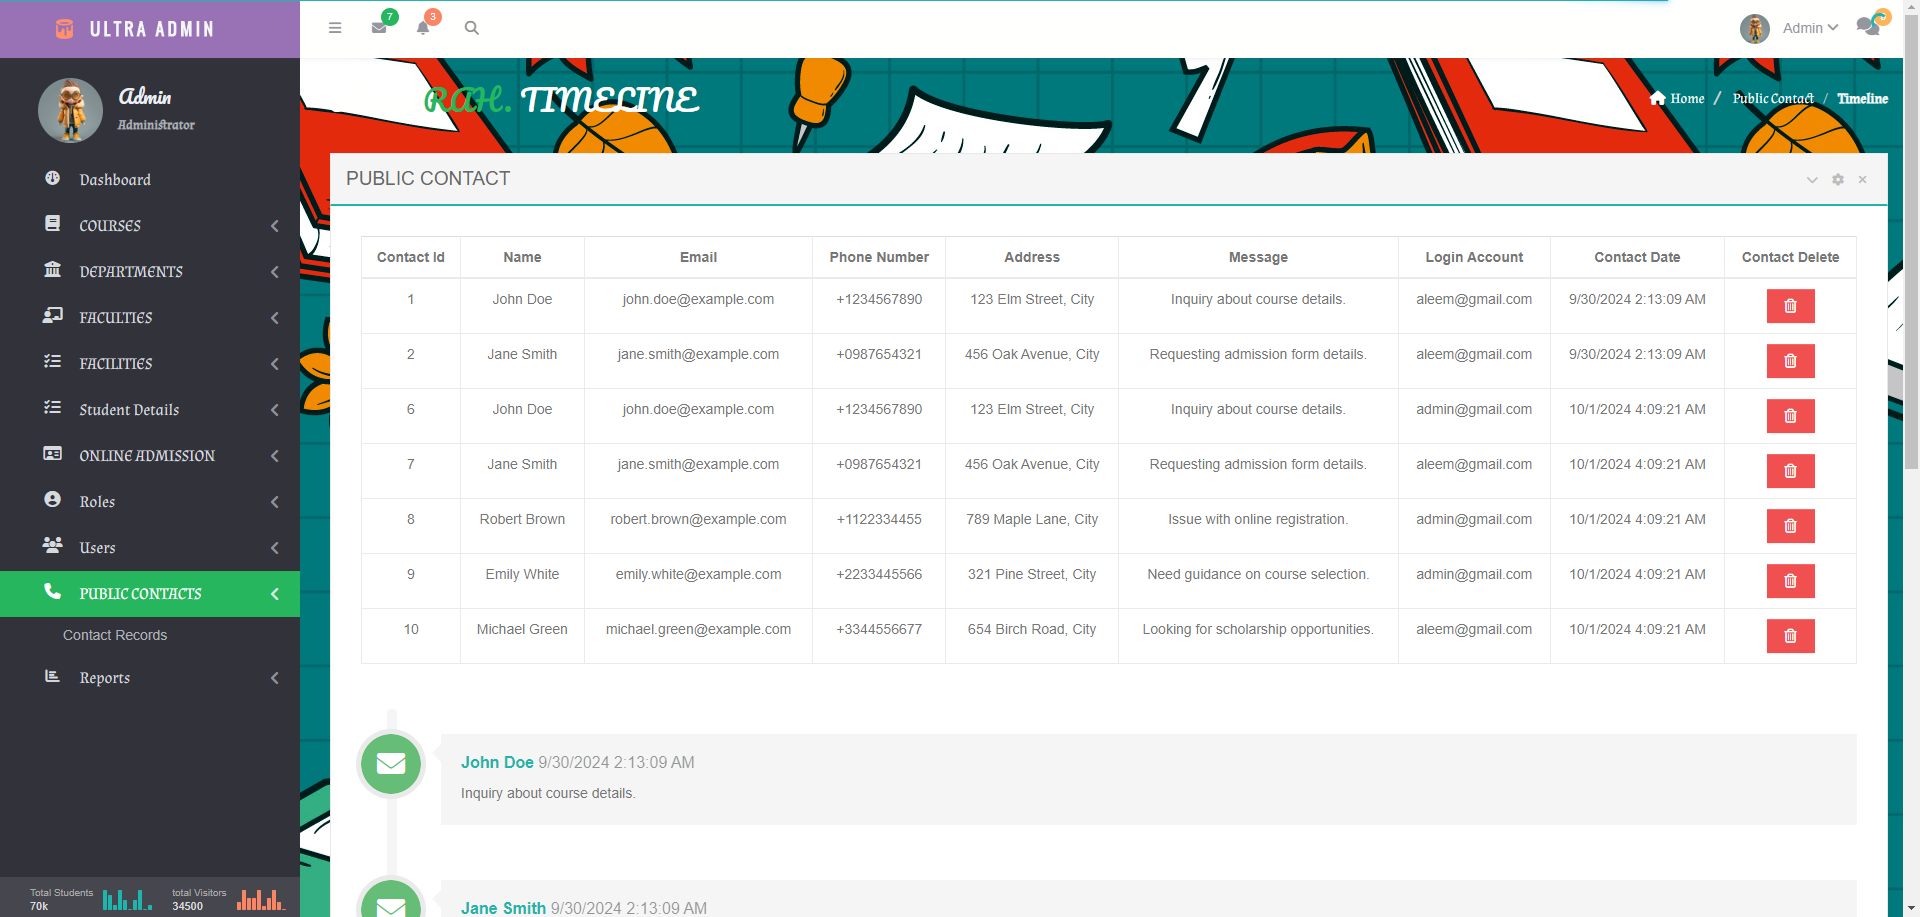 ULTRA ADMIN
7
3
Admin
Admin
Administrator
Dashboard
COURSES
DEPARTMENTS
FACULTIES
FACILITIES
Student Details
ONLINE ADMISSION
Roles
Users
PUBLIC CONTACTS
Contact Records
Reports
Total Students
70k
total Visitors
34500
RAH. TIMELINE
Home / Public Contact / Timeline
PUBLIC CONTACT
Contact Id Name Email Phone Number Address Message Login Account Contact Date Contact Delete
1 John Doe john.doe@example.com +1234567890 123 Elm Street, City Inquiry about course details. aleem@gmail.com 9/30/2024 2:13:09 AM
2 Jane Smith jane.smith@example.com +0987654321 456 Oak Avenue, City Requesting admission form details. aleem@gmail.com 9/30/2024 2:13:09 AM
6 John Doe john.doe@example.com +1234567890 123 Elm Street, City Inquiry about course details. admin@gmail.com 10/1/2024 4:09:21 AM
7 Jane Smith jane.smith@example.com +0987654321 456 Oak Avenue, City Requesting admission form details. aleem@gmail.com 10/1/2024 4:09:21 AM
8 Robert Brown robert.brown@example.com +1122334455 789 Maple Lane, City Issue with online registration. admin@gmail.com 10/1/2024 4:09:21 AM
9 Emily White emily.white@example.com +2233445566 321 Pine Street, City Need guidance on course selection. admin@gmail.com 10/1/2024 4:09:21 AM
10 Michael Green michael.green@example.com +3344556677 654 Birch Road, City Looking for scholarship opportunities. aleem@gmail.com 10/1/2024 4:09:21 AM
John Doe 9/30/2024 2:13:09 AM
Inquiry about course details.
Jane Smith 9/30/2024 2:13:09 AM